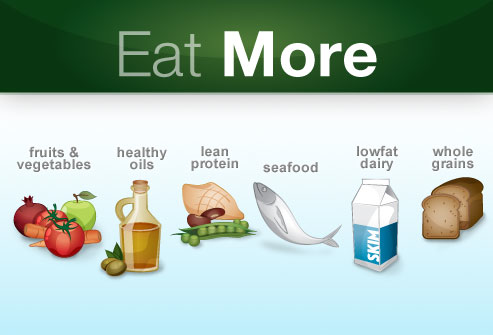 Eat More
fruits &
vegetables
healthy
oils
lean
protein
seafood
lowfat
dairy
whole
grains
SKIM